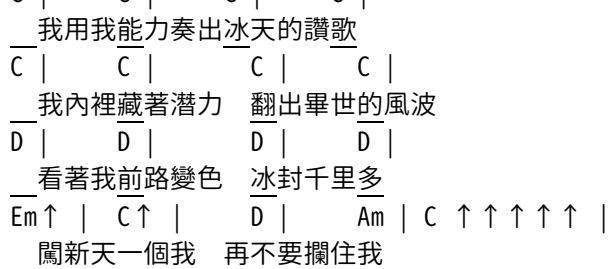 我用我能力奏出冰天的讚歌
C | C | C | C |
我內裡藏著潛力 翻出畢世的風波
D | D | D | D |
看著我前路變色 冰封千里多
Em↑ | C↑ | D | Am | C ↑↑↑↑↑ |
闖新天一個我 再不要攔住我